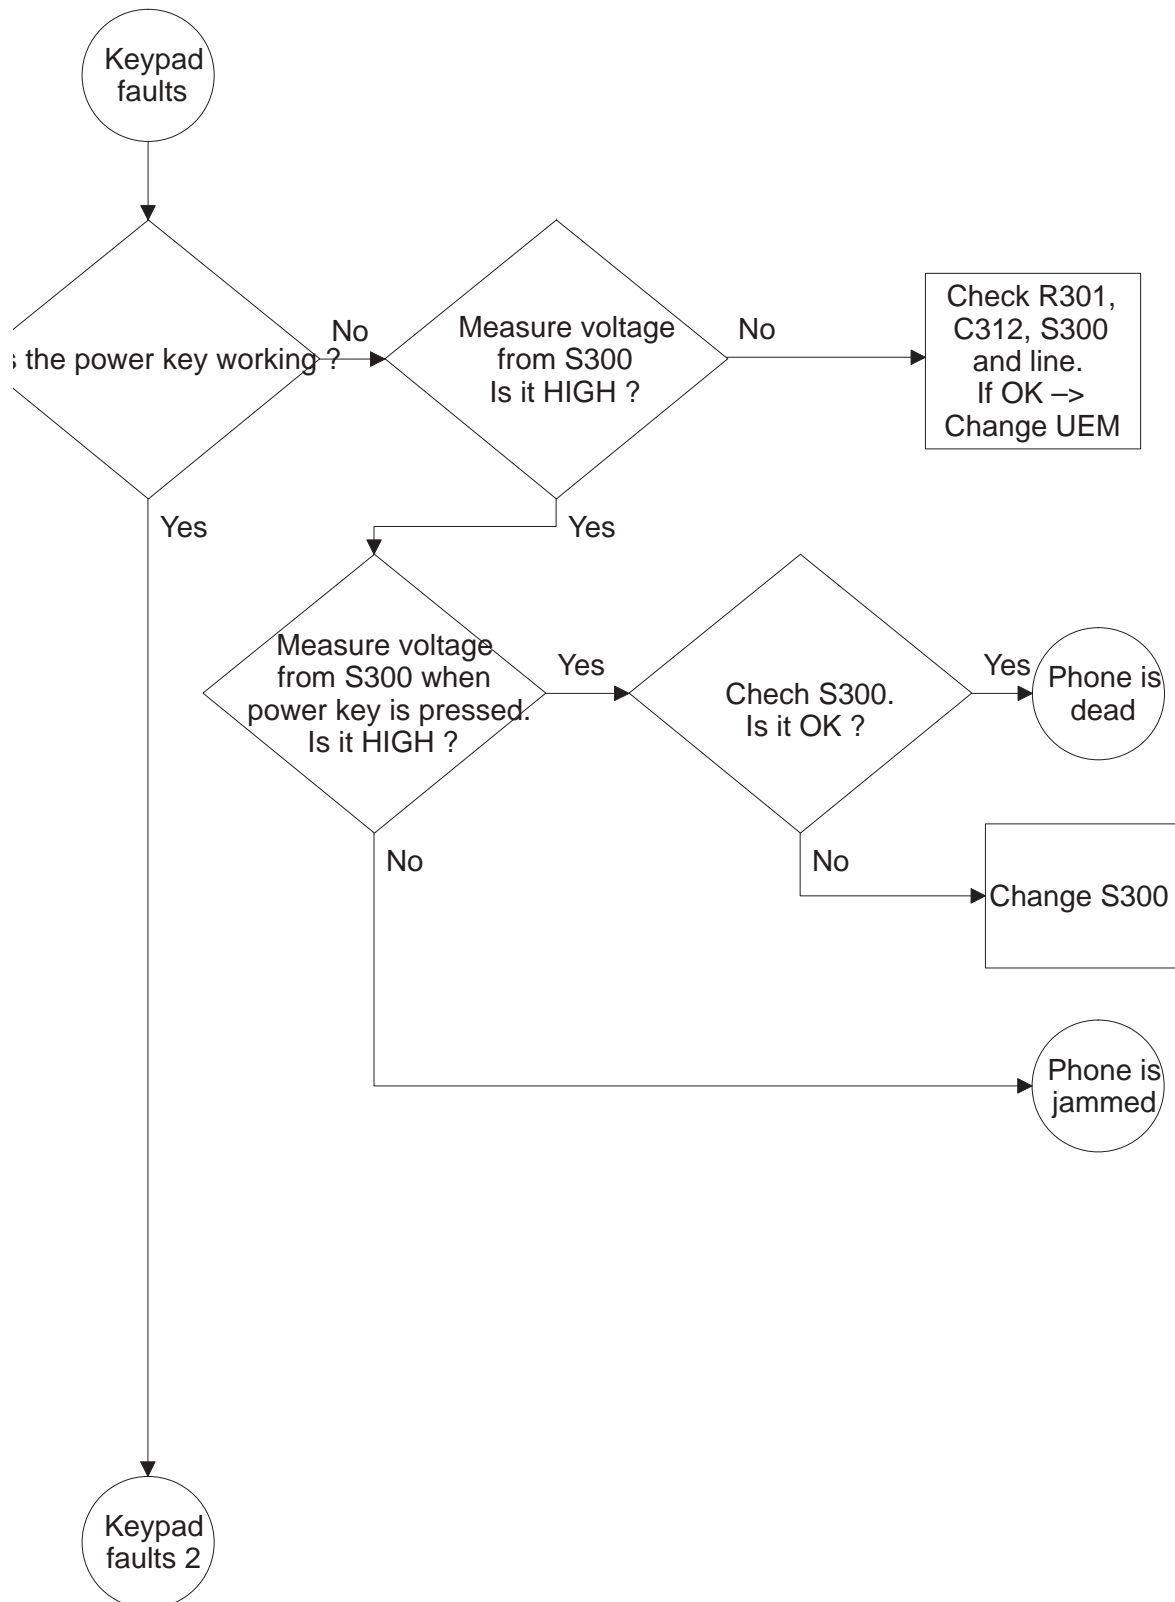 Keypad
faults
s the power key working ?
No
Measure voltage
from S300
Is it HIGH ?
No
Check R301,
C312, S300
and line.
If OK –>
Change UEM
Yes
Yes
Measure voltage
from S300 when
power key is pressed.
Is it HIGH ?
Yes
Chech S300.
Is it OK ?
Yes
Phone is
dead
No
No
Change S300
Phone is
jammed
Keypad
faults 2